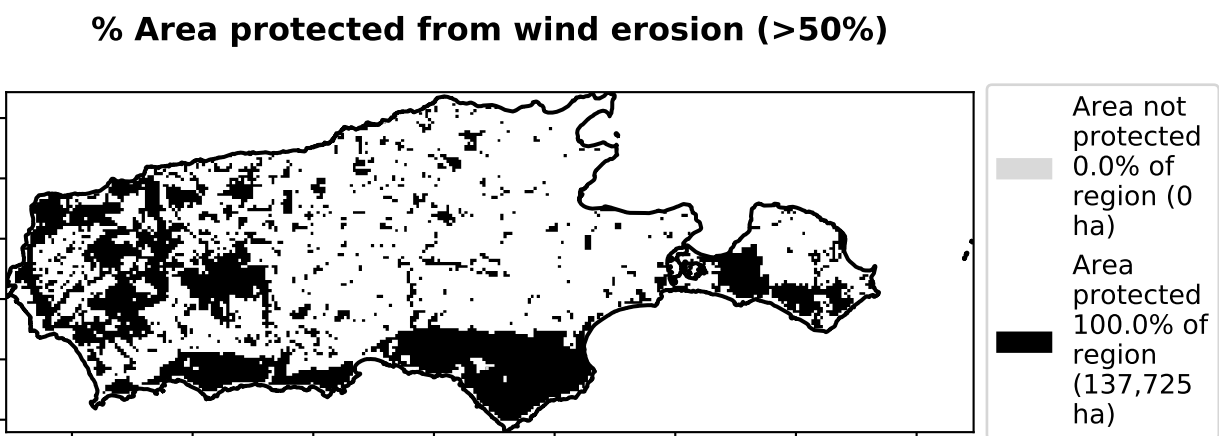 % Area protected from wind erosion (>50%)
Area not
protected
0.0% of
region (0
ha)
Area
protected
100.0% of
region
(137,725
ha)